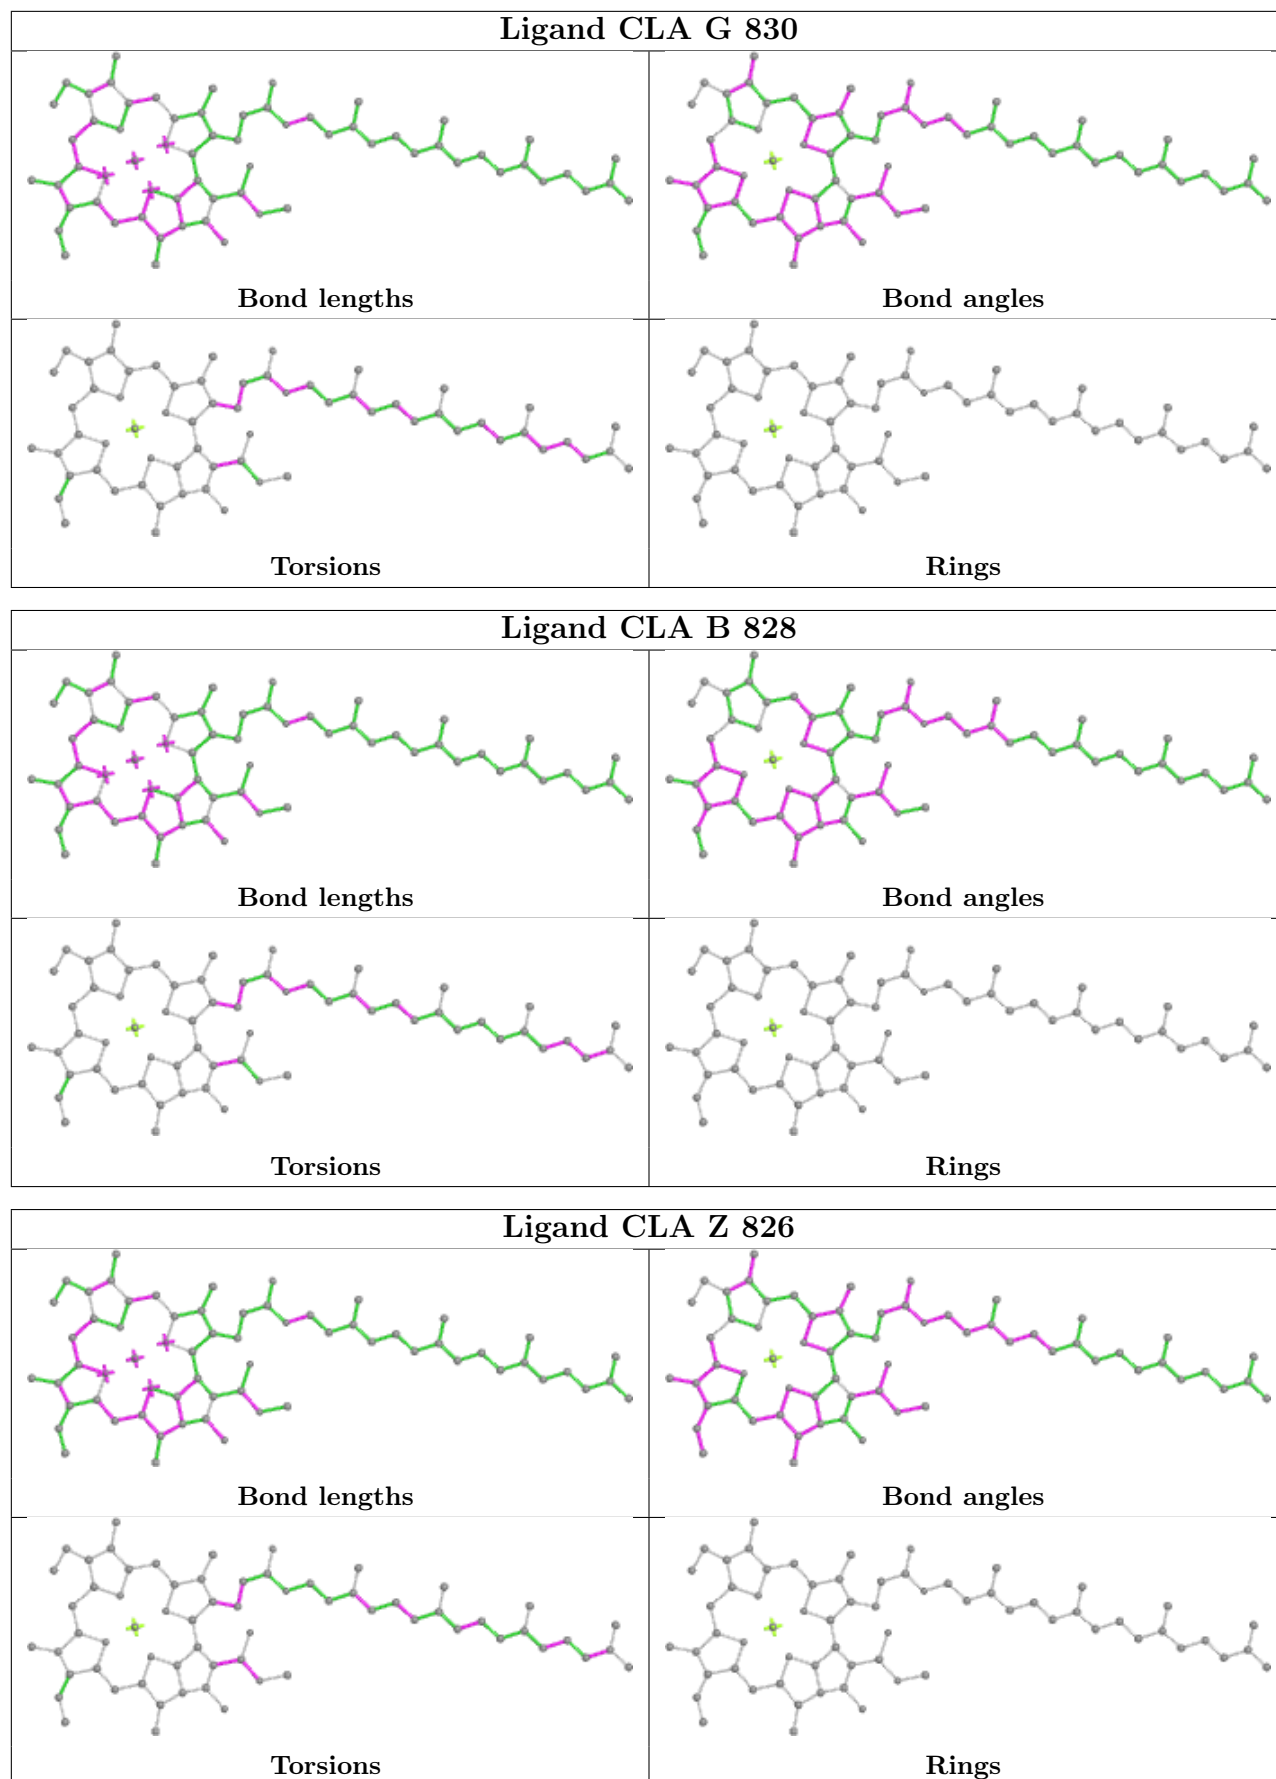 Ligand CLA G 830
Bond lengths
Bond angles
Torsions
Rings
Ligand CLA B 828
Bond lengths
Bond angles
Torsions
Rings
Ligand CLA Z 826
Bond lengths
Bond angles
Torsions
Rings